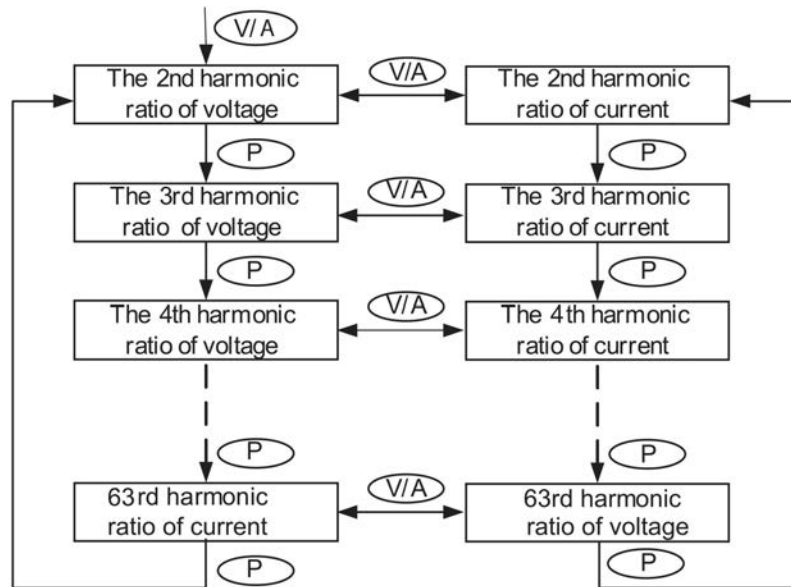 V/A
The 2nd harmonic
ratio of voltage
V/A
The 2nd harmonic
ratio of current
P
P
The 3rd harmonic
ratio of voltage
V/A
The 3rd harmonic
ratio of current
P
P
The 4th harmonic
ratio of voltage
V/A
The 4th harmonic
ratio of current
P
P
63rd harmonic
ratio of current
V/A
63rd harmonic
ratio of voltage
P
P